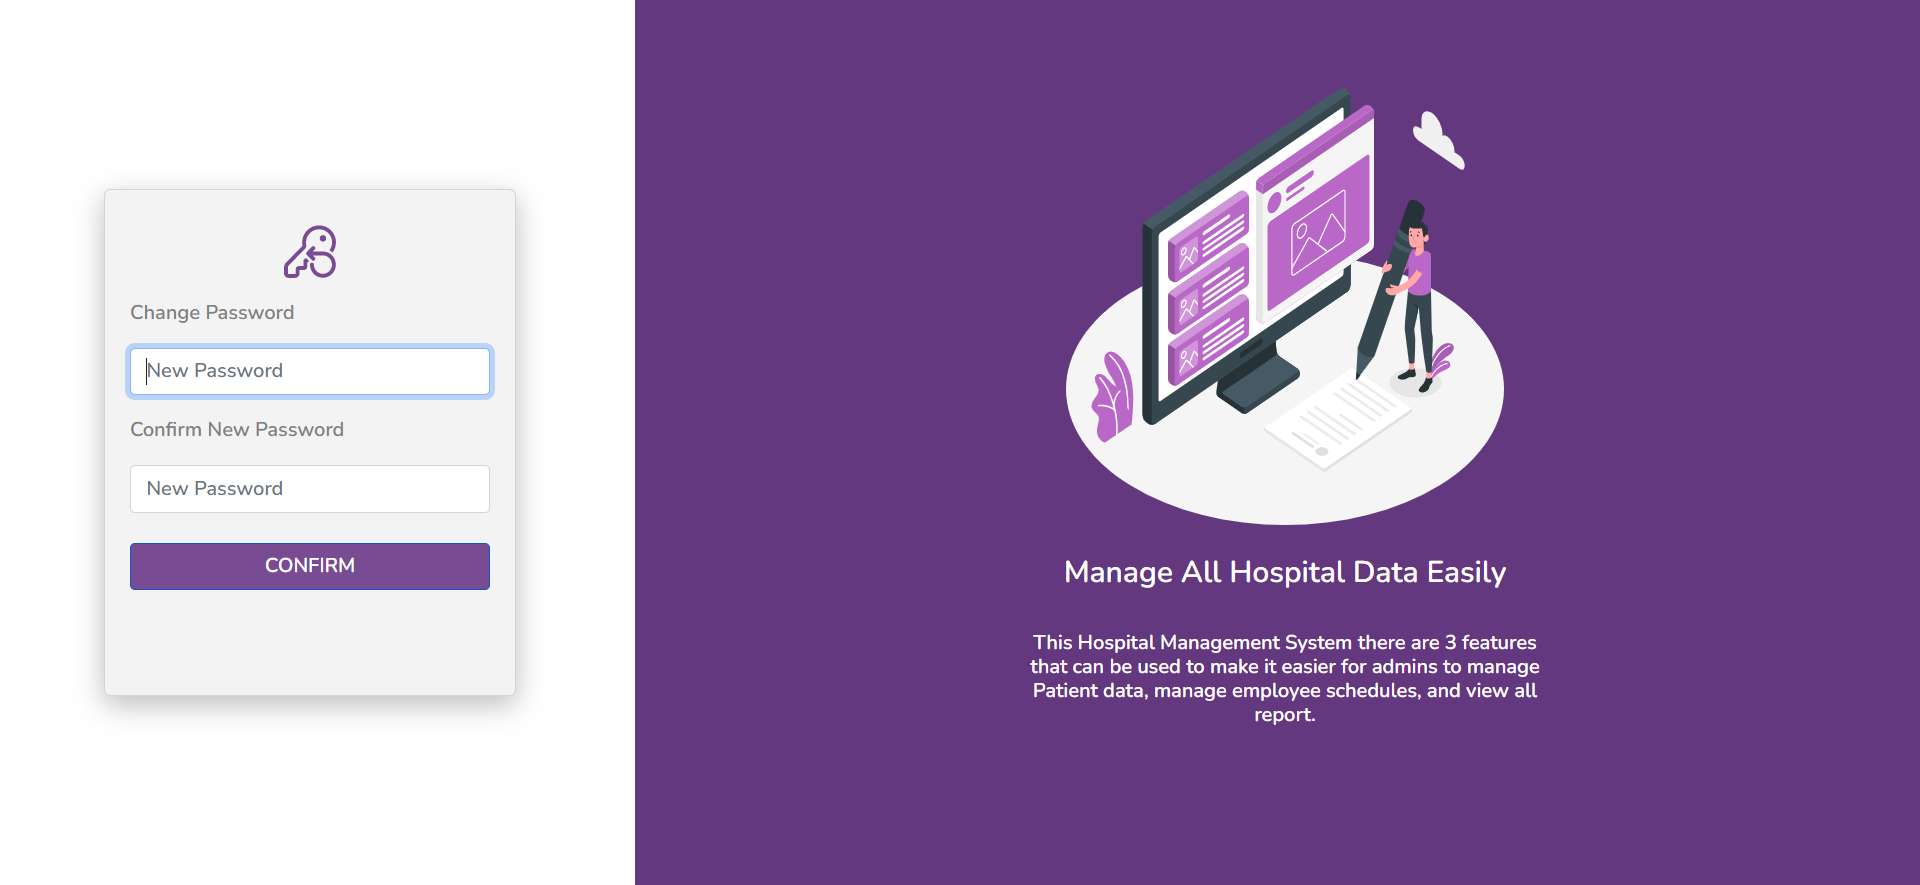 Change Password
New Password
Confirm New Password
New Password
CONFIRM
Manage All Hospital Data Easily
This Hospital Management System there are 3 features
that can be used to make it easier for admins to manage
Patient data, manage employee schedules, and view all
report.